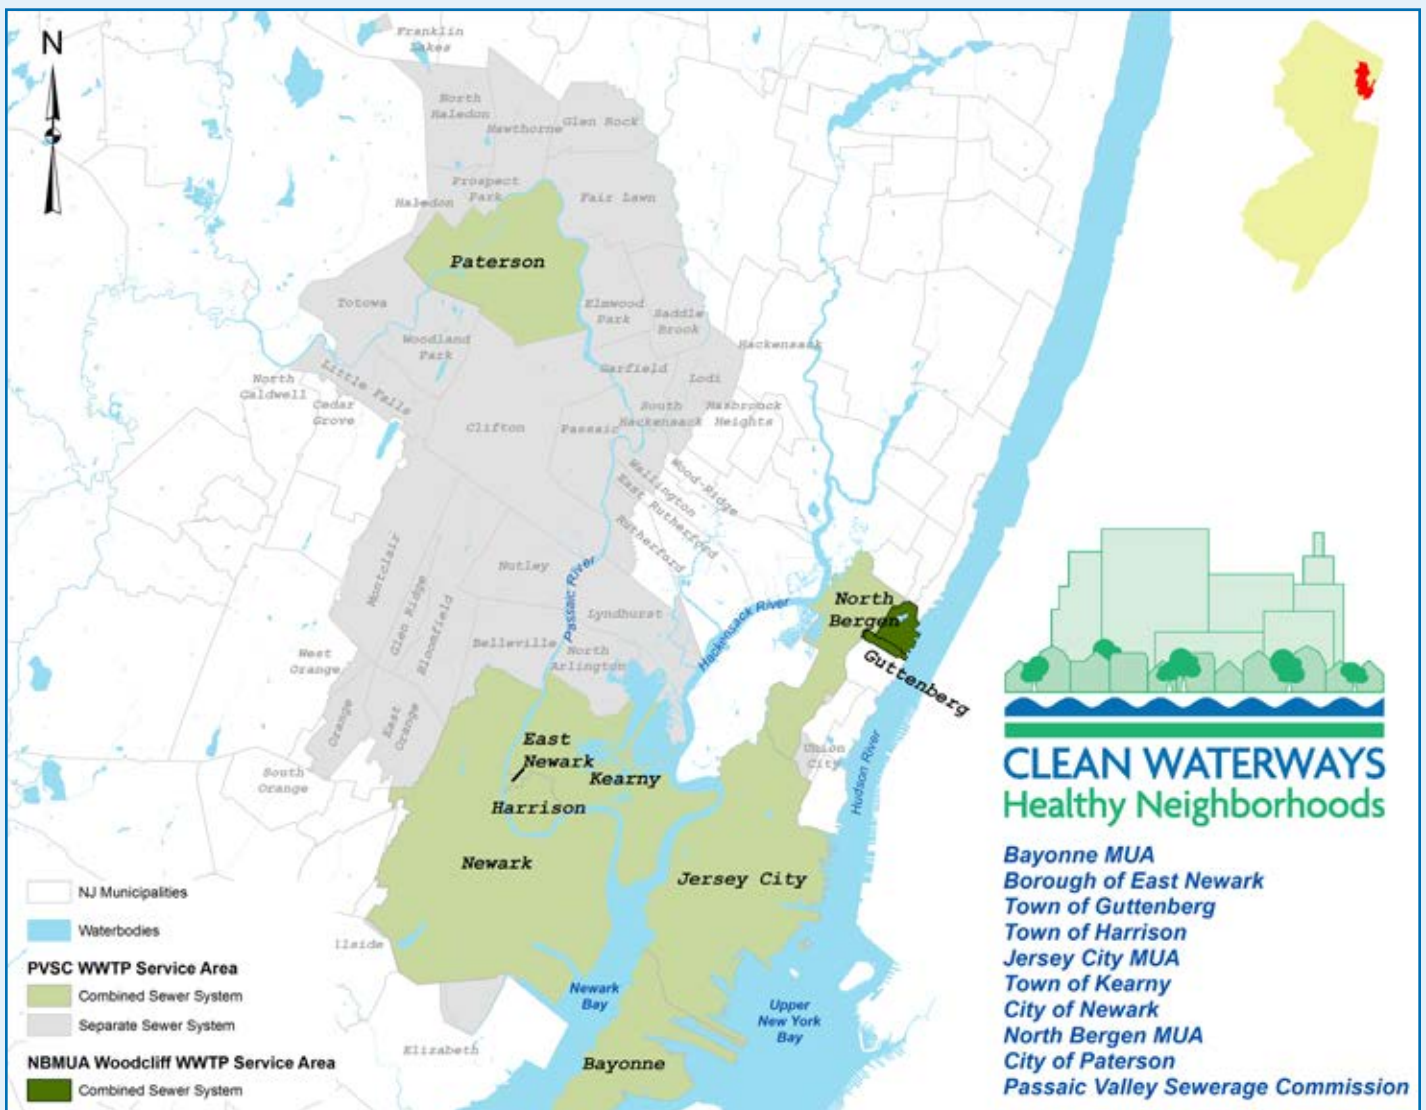 N
Franklin
Lakes
North
Haledon
Hawthorne
Glen Rock
Prospect
Park
Haledon
Fair Lawn
Paterson
Totowa
Elmwood
Park
Saddle
Brook
Woodland
Park
Hackensack
Garfield
Lodi
Little Falls
North
Caldwell
Cedar
Grove
South
Hackensack
Hasbrouck
Heights
Clifton
Passaic
Wood-Ridge
Wallington
East Rutherford
Rutherford
Montclair
Glen Ridge
Bloomfield
Nutley
Passaic River
Lyndhurst
Hackensack River
North
Bergen
Guttenberg
Belleville
North
Arlington
West
Orange
Orange
East
Orange
South
Orange
East
Newark
Kearny
Harrison
Union
City
Hudson River
Newark
Jersey City
llside
Newark
Bay
Upper
New York
Bay
Elizabeth
Bayonne
NJ Municipalities
Waterbodies
PVSC WWTP Service Area
Combined Sewer System
Separate Sewer System
NBMUA Woodcliff WWTP Service Area
Combined Sewer System
CLEAN WATERWAYS
Healthy Neighborhoods
Bayonne MUA
Borough of East Newark
Town of Guttenberg
Town of Harrison
Jersey City MUA
Town of Kearny
City of Newark
North Bergen MUA
City of Paterson
Passaic Valley Sewerage Commission